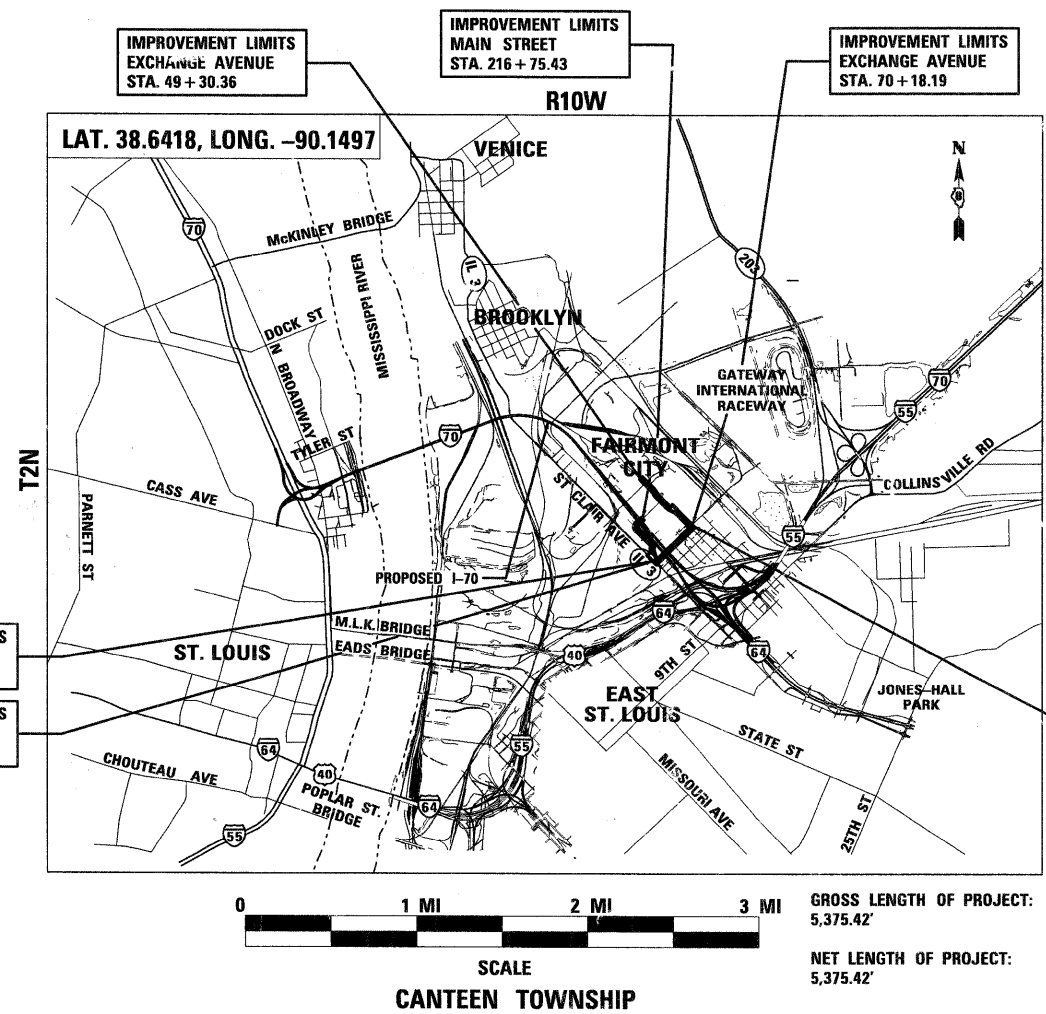 IMPROVEMENT LIMITS
EXCHANGE AVENUE
STA. 49 + 30.36
IMPROVEMENT LIMITS
MAIN STREET
STA. 216 + 75.43
IMPROVEMENT LIMITS
EXCHANGE AVENUE
STA. 70 + 18.19
R10W
LAT. 38.6418, LONG. –90.1497
VENICE
N
70
McKINLEY BRIDGE
MISSISSIPPI RIVER
IL 3
203
BROOKLYN
DOCK ST
N BROADWAY
GATEWAY
INTERNATIONAL
RACEWAY
70
55
TYLER ST
70
FAIRMONT
CITY
COLLINSVILLE RD
T2N
CASS AVE
ST CLAIR AVE
PARNETT ST
55
IL 3
PROPOSED I–70
64
M.L.K. BRIDGE
EADS BRIDGE
ST. LOUIS
40
9TH ST
64
S
S
EAST
ST. LOUIS
JONES–HALL
PARK
STATE ST
55
64
40
MISSOURI AVE
CHOUTEAU AVE
POPLAR ST.
BRIDGE
64
55
25TH ST
0 1 MI 2 MI 3 MI
SCALE
CANTEEN TOWNSHIP
GROSS LENGTH OF PROJECT:
5,375.42'
NET LENGTH OF PROJECT:
5,375.42'